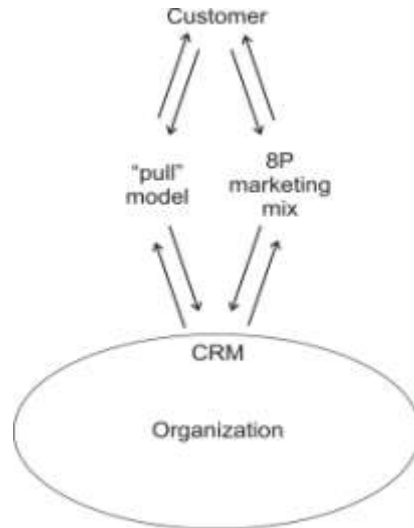 Customer
“pull”
model
8P
marketing
mix
CRM
Organization